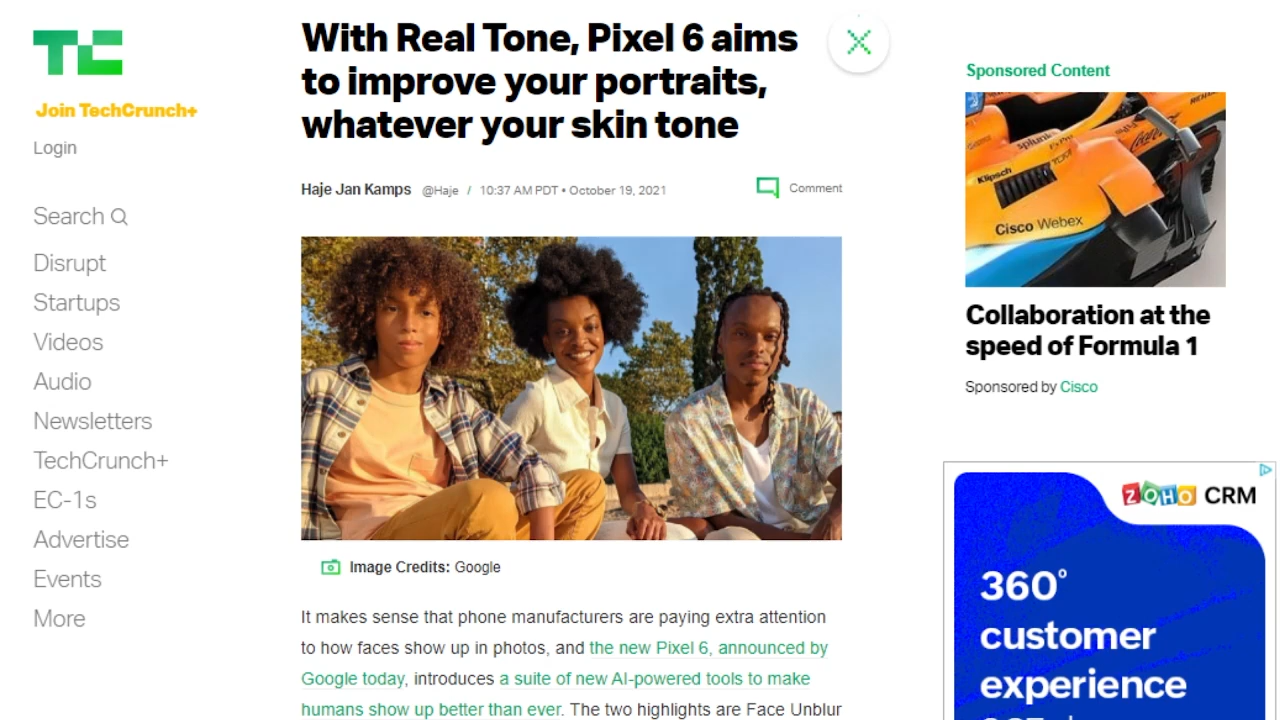 TC
Join TechCrunch+
Login
Search
Disrupt
Startups
Videos
Audio
Newsletters
TechCrunch+
EC-1s
Advertise
Events
More
With Real Tone, Pixel 6 aims
to improve your portraits,
whatever your skin tone
Haje Jan Kamps @Haje / 10:37 AM PDT • October 19, 2021
Comment
Image Credits: Google
It makes sense that phone manufacturers are paying extra attention
to how faces show up in photos, and the new Pixel 6, announced by
Google today, introduces a suite of new AI-powered tools to make
humans show up better than ever. The two highlights are Face Unblur
Sponsored Content
splunk>
Klipsch
Cisco Webex
Collaboration at the
speed of Formula 1
Sponsored by Cisco
ZOHO CRM
360°
customer
experience